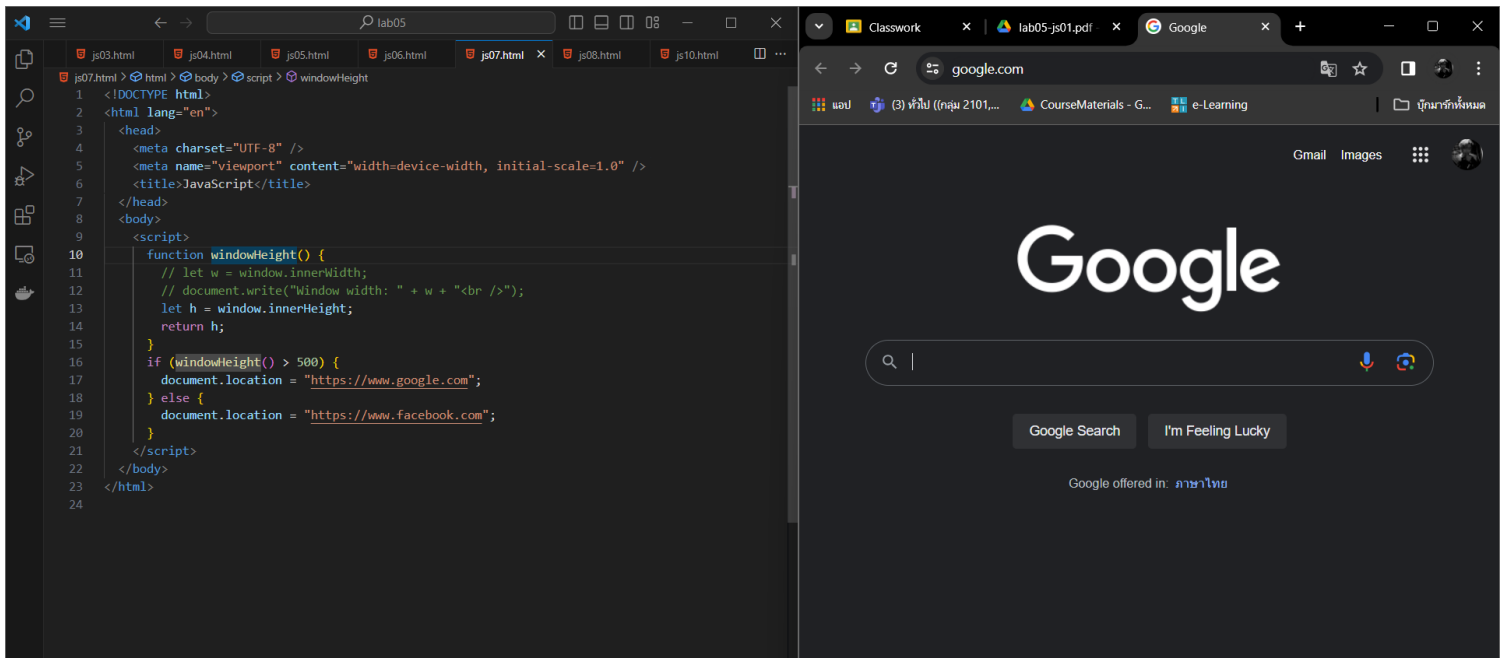 lab05
js03.html js04.html js05.html js06.html js07.html js08.html js10.html
js07.html > html > body > script > windowHeight
1 <!DOCTYPE html>
2 <html lang="en">
3 <head>
4 <meta charset="UTF-8" />
5 <meta name="viewport" content="width=device-width, initial-scale=1.0" />
6 <title>JavaScript</title>
7 </head>
8 <body>
9 <script>
10 function windowHeight() {
11 // let w = window.innerWidth;
12 // document.write("Window width: " + w + "<br />");
13 let h = window.innerHeight;
14 return h;
15 }
16 if (windowHeight() > 500) {
17 document.location = "https://www.google.com";
18 } else {
19 document.location = "https://www.facebook.com";
20 }
21 </script>
22 </body>
23 </html>
24
Classwork lab05-js01.pdf - Google
google.com
แอป (3) ทั่วไป ((กลุ่ม 2101,... CourseMaterials - G... e-Learning บุ๊กมาร์กทั้งหมด
Gmail Images
Google
Google Search I'm Feeling Lucky
Google offered in: ภาษาไทย